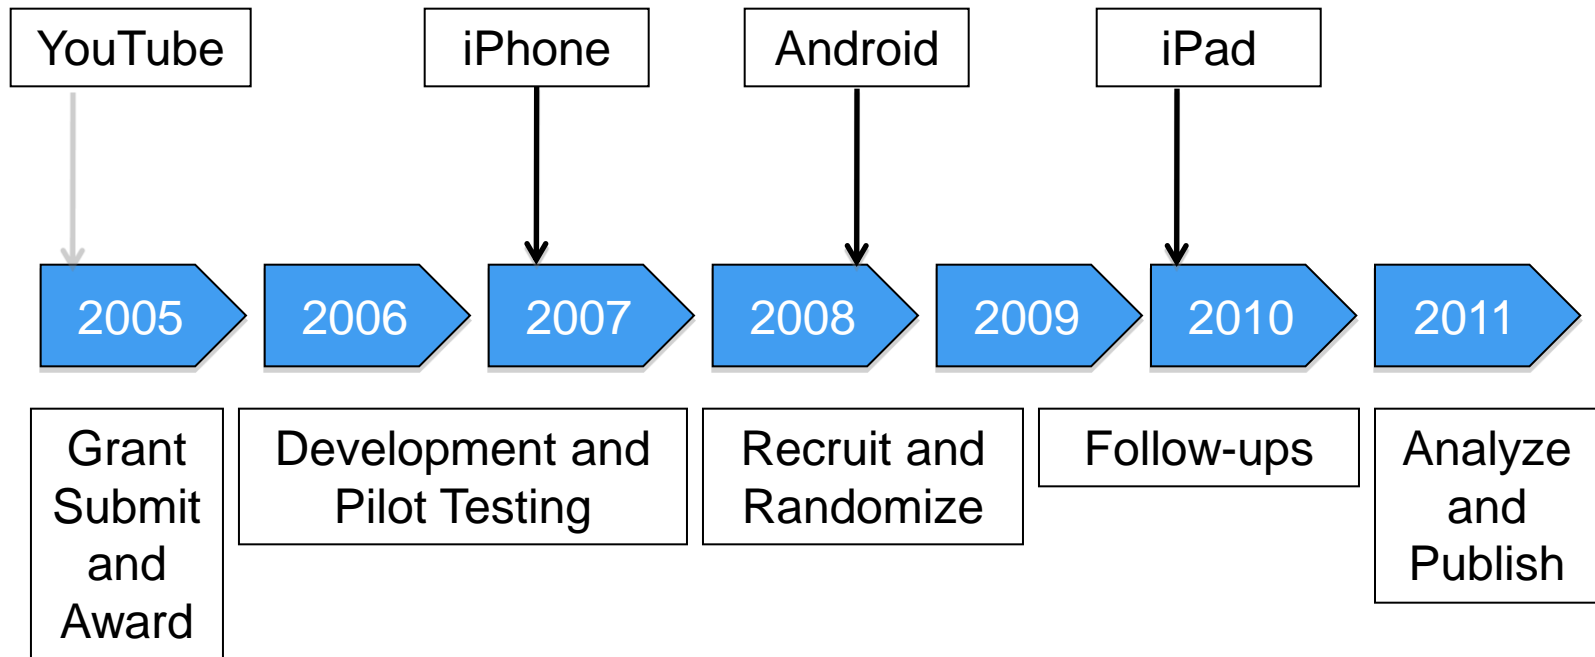 YouTube
iPhone
Android
iPad
2005
2006
2007
2008
2009
2010
2011
Grant
Submit
and
Award
Development and
Pilot Testing
Recruit and
Randomize
Follow-ups
Analyze
and
Publish